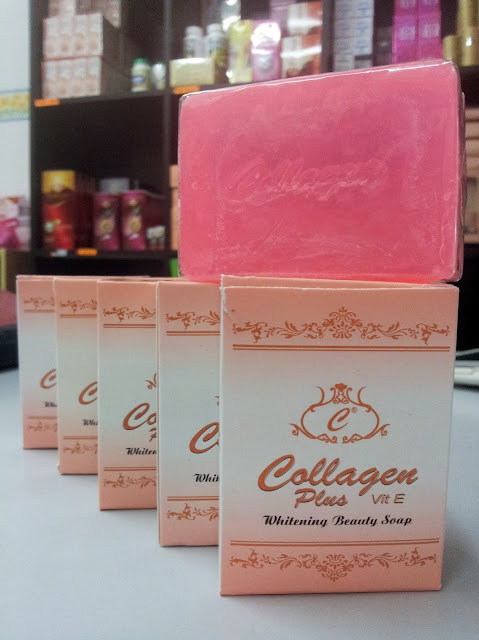 Collagen
C®
Collagen
Plus Vit E
Whitening Beauty Soap